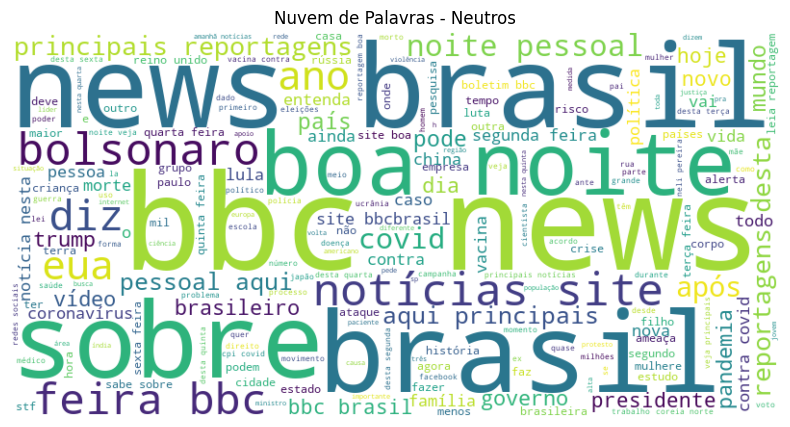 Nuvem de Palavras - Neutros
principais reportagens
amanhã notícias
rede
casa
dizem
morto
noite pessoal
hoje
novo
mundo
desta sexta
vacina contra
reino unido
rússia
violência
mulher
news brasil
ano
país
entenda
deve
outro
dado
primeiro
eleições
reportagem boa
onde
pesquisa
boletim bbc
tempo
risco
luta
outra
política
vai
medida
pai
justiça
pra
todo
desta terça
países
vida
leia reportagem
líder
poder
e
nesta quarta
maior
noite veja
quarta feira
apoio
ainda
site boa
homem
h
pode
segunda feira
bolsonaro
boa noite
china
empresa
região
veja
ante
grande
rua
parte
mãe
como
situação
pessoa
ia
grupo
lula
morte
criança
paulo
político
meio
polícia
ucrânia
dia
caso
nesta quinta
neli pereira
têm
alerta
guerra
uso
internet
diz
bbc news
mil
quinta feira
europa
escola
site bbcbrasil
não
diferente
covid
vacina
cientista
acordo
crise
terça feira
corpo
todo
reportagens desta
trump
terra
o
lei
forma
ciência
volta
doença
americano
contra
notícia nesta
eua
número
japão
desta quarta
pede
campanha
principais notícias
durante
saúde
busca
pessoal aqui
notícias site
após
vídeo
ter
problema
processo
op
população
coronavírus
brasileiro
ataque
aqui principais
desde
nova
filho
ameaça
redes sociais
sexta feira
quer
paciente
momento
sobre
brasil
pandemia
contra covid
veja principais
jovem
área
índia
cpi covid
direito
movimento
história
três
ex
quase
milhões
segundo
mulhere
médico
hora
podem
desta quinta
desta segunda
causa
agora
facebook
faz
estudo
alta
se
protesto
sabe sobre
cidade
estado
fazer
importante
família
governo
presidente
stf
feira bbc
ministro
bbc brasil
menos
brasileira
trabalho
correia norte
voto